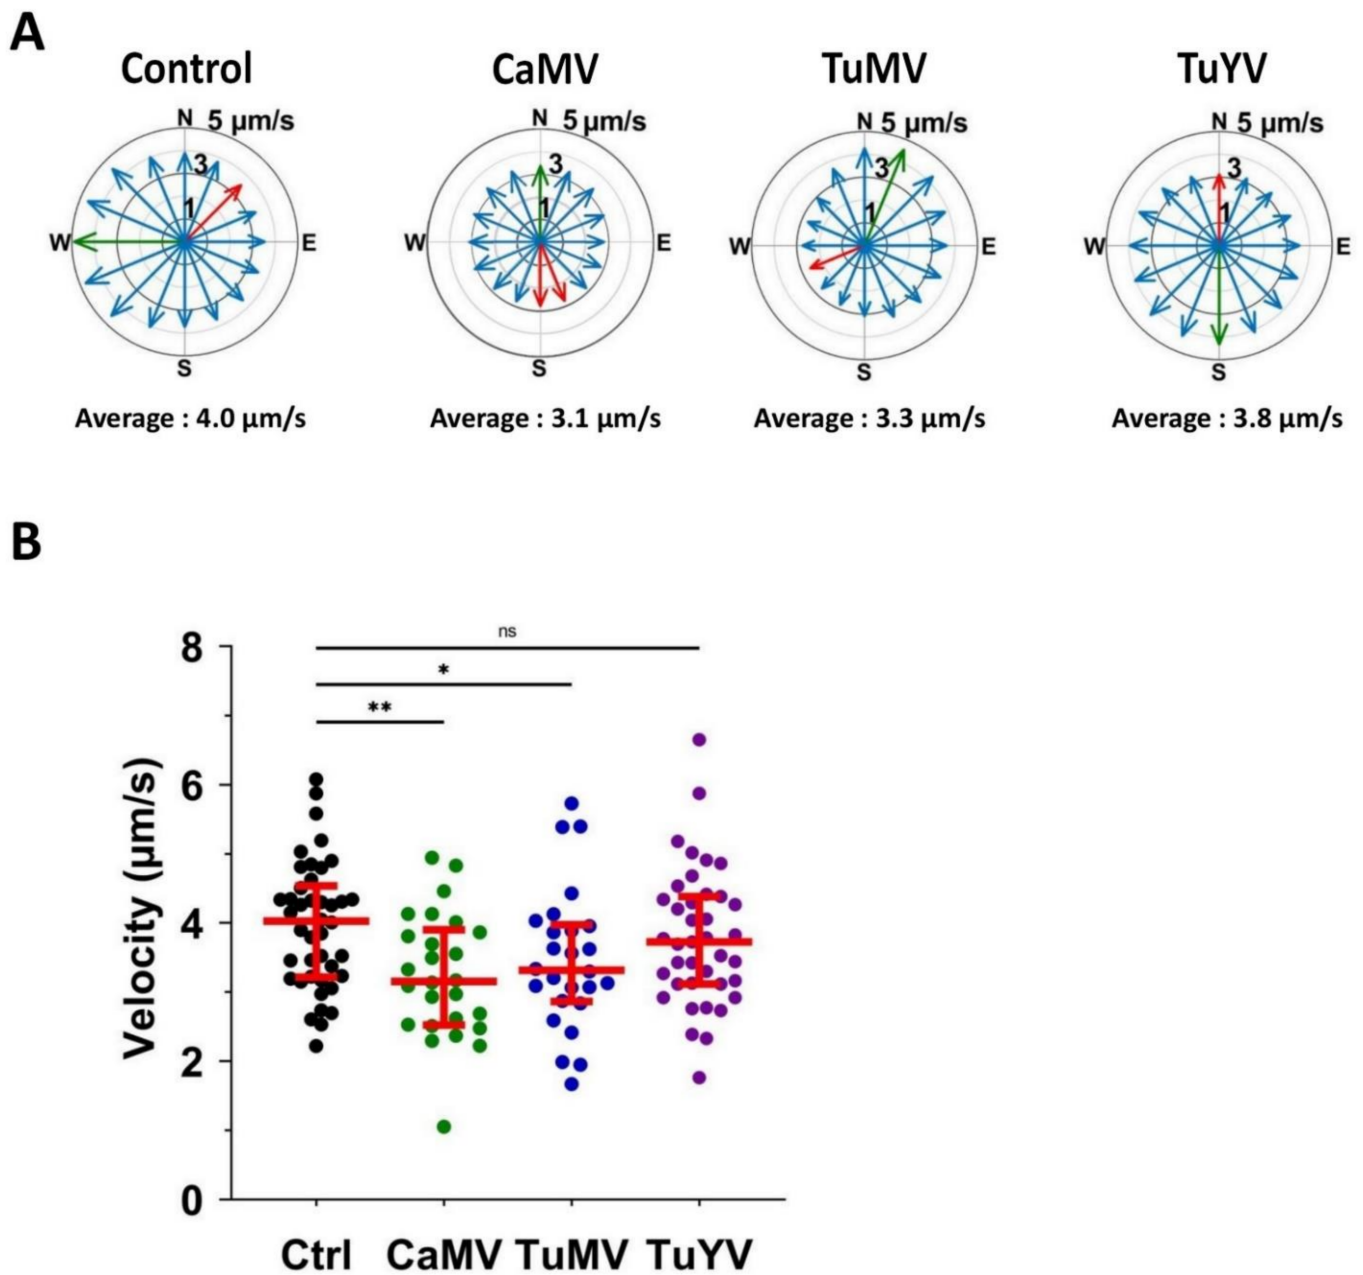 A
Control CaMV TuMV TuYV
N 5 µm/s N 5 µm/s N 5 µm/s N 5 µm/s
3 3 3 3
1 1 1 1
W E W E W E W E
S S S S
Average : 4.0 µm/s Average : 3.1 µm/s Average : 3.3 µm/s Average : 3.8 µm/s
B
ns
*
**
8
6
4
2
0
Velocity (µm/s)
Ctrl CaMV TuMV TuYV